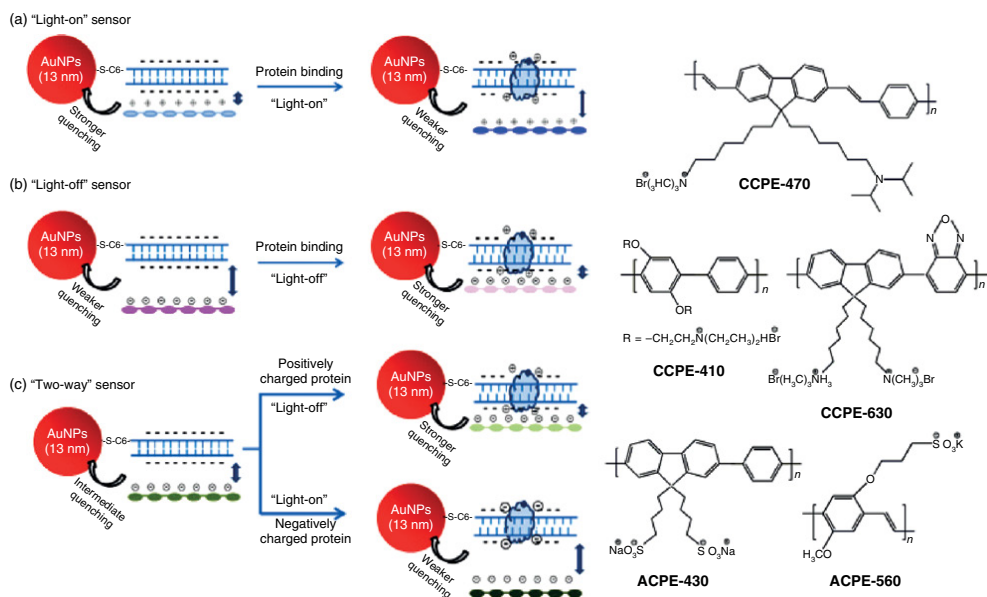 (a) “Light-on” sensor
AuNPs
(13 nm)
-S-C6-
Stronger
quenching
Protein binding
“Light-on”
AuNPs
(13 nm)
-S-C6-
Weaker
quenching
(b) “Light-off” sensor
AuNPs
(13 nm)
-S-C6-
Weaker
quenching
Protein binding
“Light-off”
AuNPs
(13 nm)
-S-C6-
Stronger
quenching
(c) “Two-way” sensor
AuNPs
(13 nm)
-S-C6-
Intermediate
quenching
Positively
charged protein
“Light-off”
AuNPs
(13 nm)
-S-C6-
Stronger
quenching
“Light-on”
Negatively
charged protein
AuNPs
(13 nm)
-S-C6-
Weaker
quenching
n
Br(₃HC)₃N
N
CCPE-470
RO
OR
n
R = –CH₂CH₂N(CH₂CH₃)₂HBr
CCPE-410
O
N N
n
Br(H₃C)₃NH₃ N(CH₃)₃Br
CCPE-630
n
NaO₃S S O₃Na
ACPE-430
S O₃K
O
H₃CO
n
ACPE-560